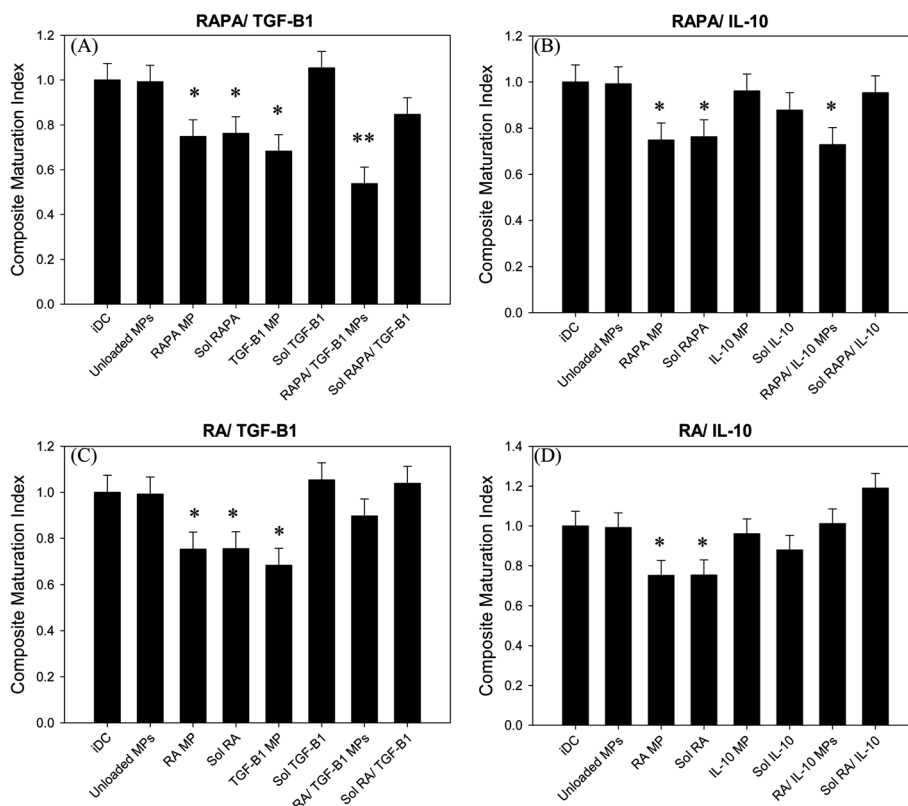 RAPA/ TGF-B1
(A)
Composite Maturation Index
1.2
1.0
0.8
0.6
0.4
0.2
0.0
*
*
*
**
iDC
Unloaded MPs
RAPA MP
Sol RAPA
TGF-B1 MP
Sol TGF-B1
RAPA/ TGF-B1 MPs
Sol RAPA/ TGF-B1
RAPA/ IL-10
(B)
Composite Maturation Index
1.2
1.0
0.8
0.6
0.4
0.2
0.0
*
*
*
iDC
Unloaded MPs
RAPA MP
Sol RAPA
IL-10 MP
Sol IL-10
RAPA/ IL-10 MPs
Sol RAPA/ IL-10
RA/ TGF-B1
(C)
Composite Maturation Index
1.2
1.0
0.8
0.6
0.4
0.2
0.0
*
*
*
iDC
Unloaded MPs
RA MP
Sol RA
TGF-B1 MP
Sol TGF-B1
RA/ TGF-B1 MPs
Sol RA/ TGF-B1
RA/ IL-10
(D)
Composite Maturation Index
1.4
1.2
1.0
0.8
0.6
0.4
0.2
0.0
*
*
iDC
Unloaded MPs
RA MP
Sol RA
IL-10 MP
Sol IL-10
RA/ IL-10 MPs
Sol RA/ IL-10